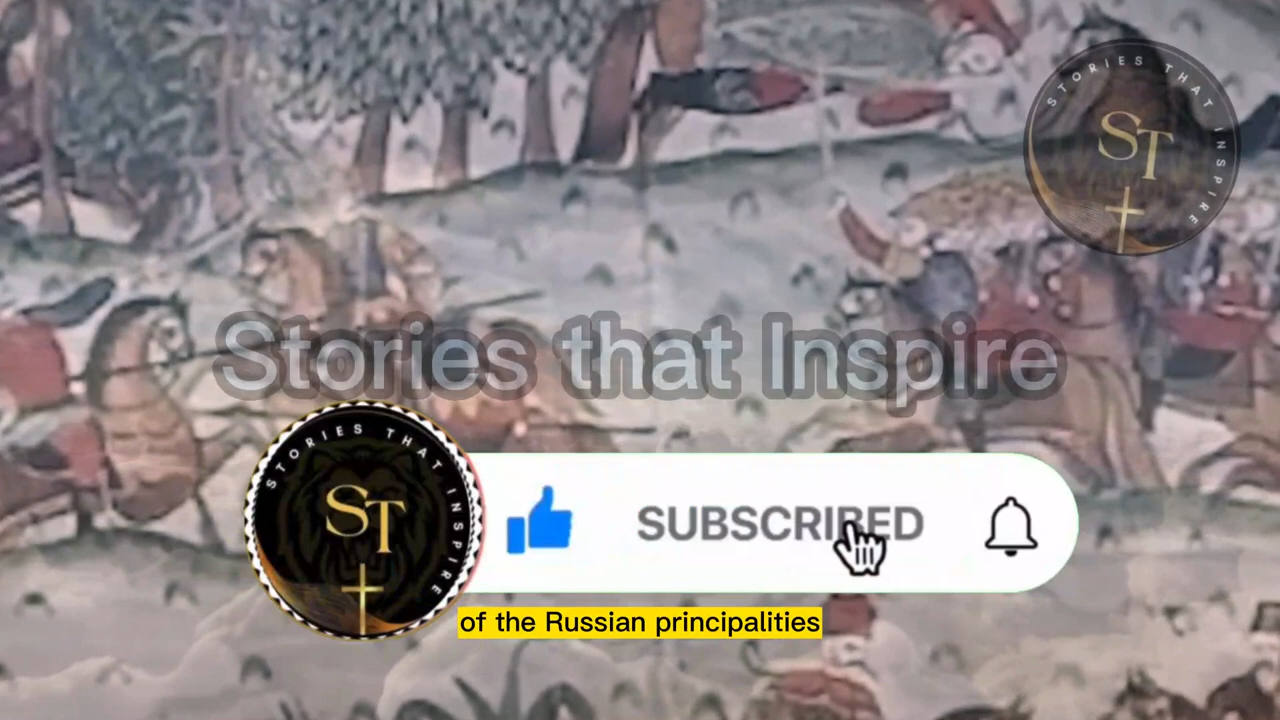 STORIES THAT INSPIRE
ST
Stories that Inspire
STORIES THAT INSPIRE
ST
SUBSCRIBED
of the Russian principalities